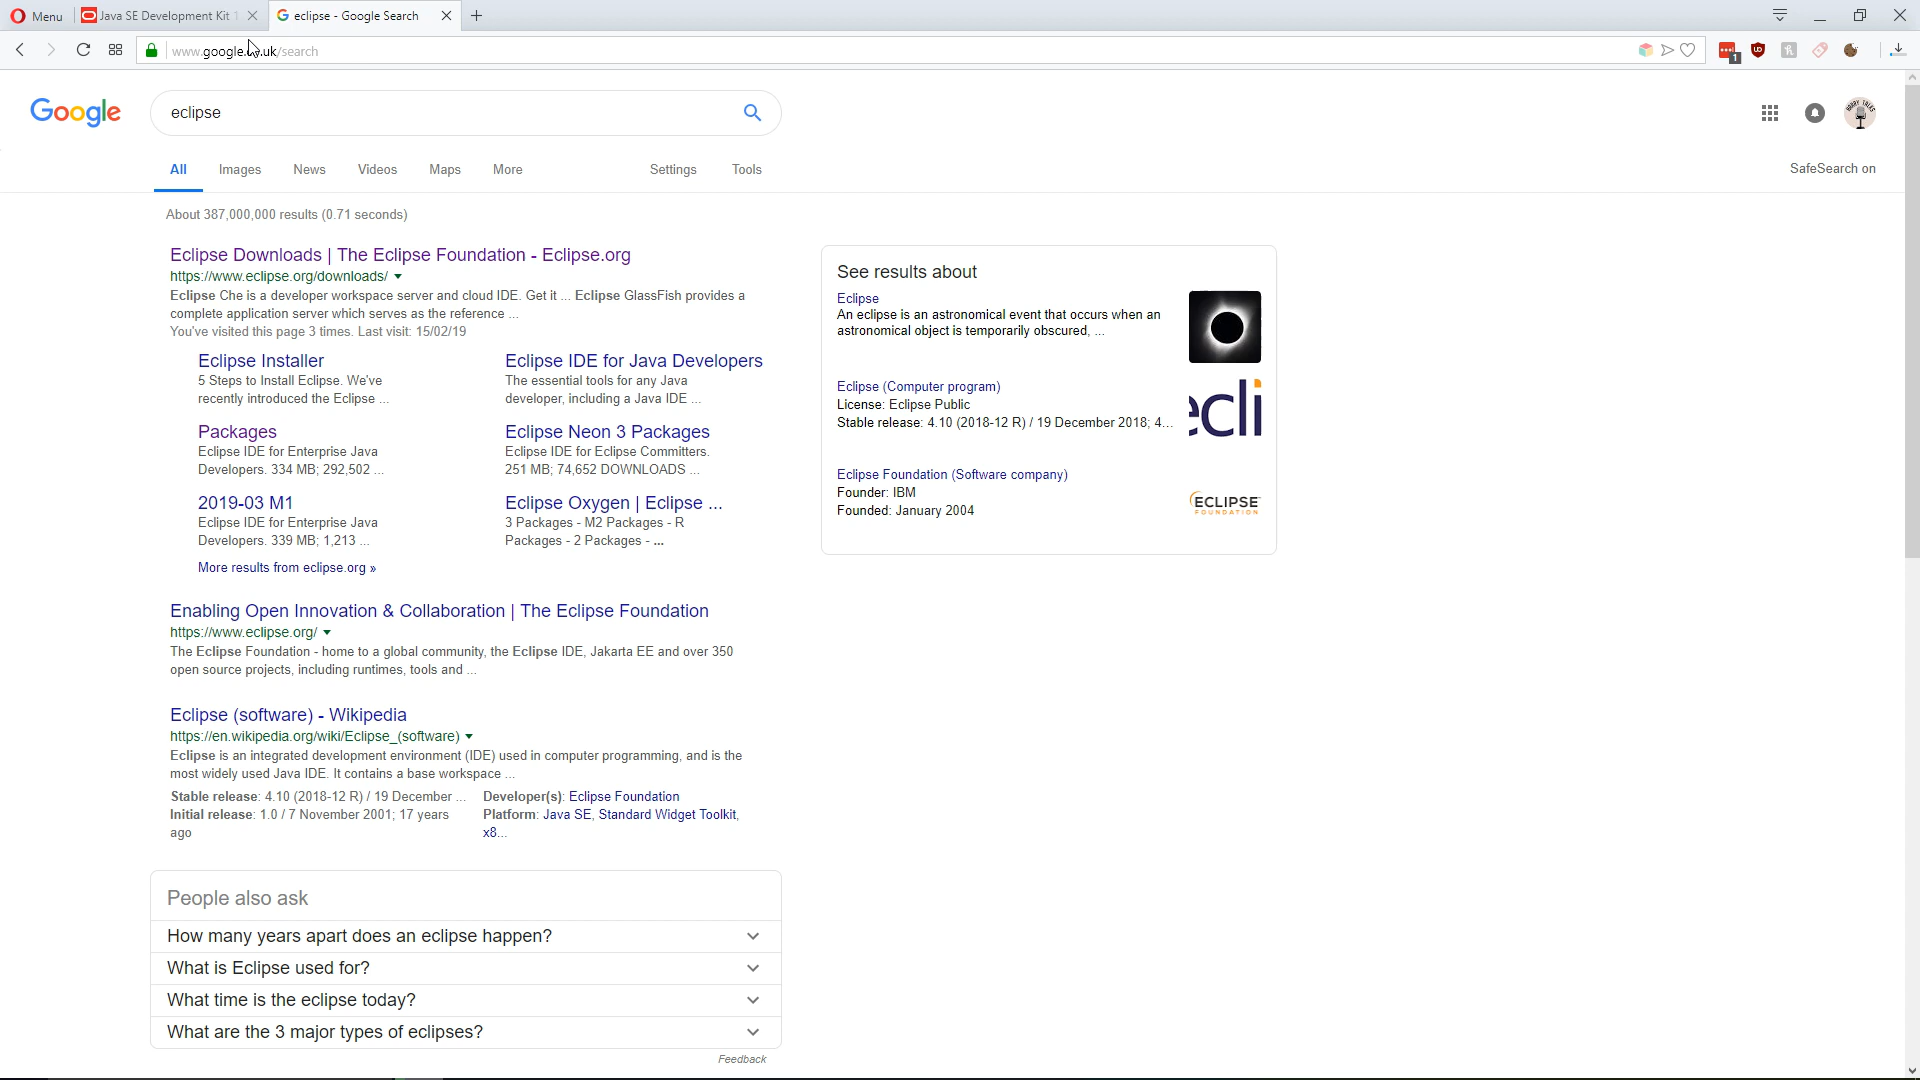 Menu
Java SE Development Kit
eclipse - Google Search
www.google.co.uk/search
1
Google
eclipse
All
Images
News
Videos
Maps
More
Settings
Tools
SafeSearch on
About 387,000,000 results (0.71 seconds)
Eclipse Downloads | The Eclipse Foundation - Eclipse.org
https://www.eclipse.org/downloads/
Eclipse Che is a developer workspace server and cloud IDE. Get it ... Eclipse GlassFish provides a
complete application server which serves as the reference ...
You've visited this page 3 times. Last visit: 15/02/19
Eclipse Installer
5 Steps to Install Eclipse. We've
recently introduced the Eclipse ...
Eclipse IDE for Java Developers
The essential tools for any Java
developer, including a Java IDE ...
Packages
Eclipse IDE for Enterprise Java
Developers. 334 MB; 292,502 ...
Eclipse Neon 3 Packages
Eclipse IDE for Eclipse Committers.
251 MB; 74,652 DOWNLOADS ...
2019-03 M1
Eclipse IDE for Enterprise Java
Developers. 339 MB; 1,213 ...
Eclipse Oxygen | Eclipse ...
3 Packages - M2 Packages - R
Packages - 2 Packages - ...
More results from eclipse.org »
Enabling Open Innovation & Collaboration | The Eclipse Foundation
https://www.eclipse.org/
The Eclipse Foundation - home to a global community, the Eclipse IDE, Jakarta EE and over 350
open source projects, including runtimes, tools and ...
Eclipse (software) - Wikipedia
https://en.wikipedia.org/wiki/Eclipse_(software)
Eclipse is an integrated development environment (IDE) used in computer programming, and is the
most widely used Java IDE. It contains a base workspace ...
Stable release: 4.10 (2018-12 R) / 19 December ...
Initial release: 1.0 / 7 November 2001; 17 years
ago
Developer(s): Eclipse Foundation
Platform: Java SE, Standard Widget Toolkit,
x8...
People also ask
How many years apart does an eclipse happen?
What is Eclipse used for?
What time is the eclipse today?
What are the 3 major types of eclipses?
Feedback
See results about
Eclipse
An eclipse is an astronomical event that occurs when an
astronomical object is temporarily obscured, ...
Eclipse (Computer program)
License: Eclipse Public
Stable release: 4.10 (2018-12 R) / 19 December 2018; 4...
ecli
Eclipse Foundation (Software company)
Founder: IBM
Founded: January 2004
ECLIPSE
FOUNDATION